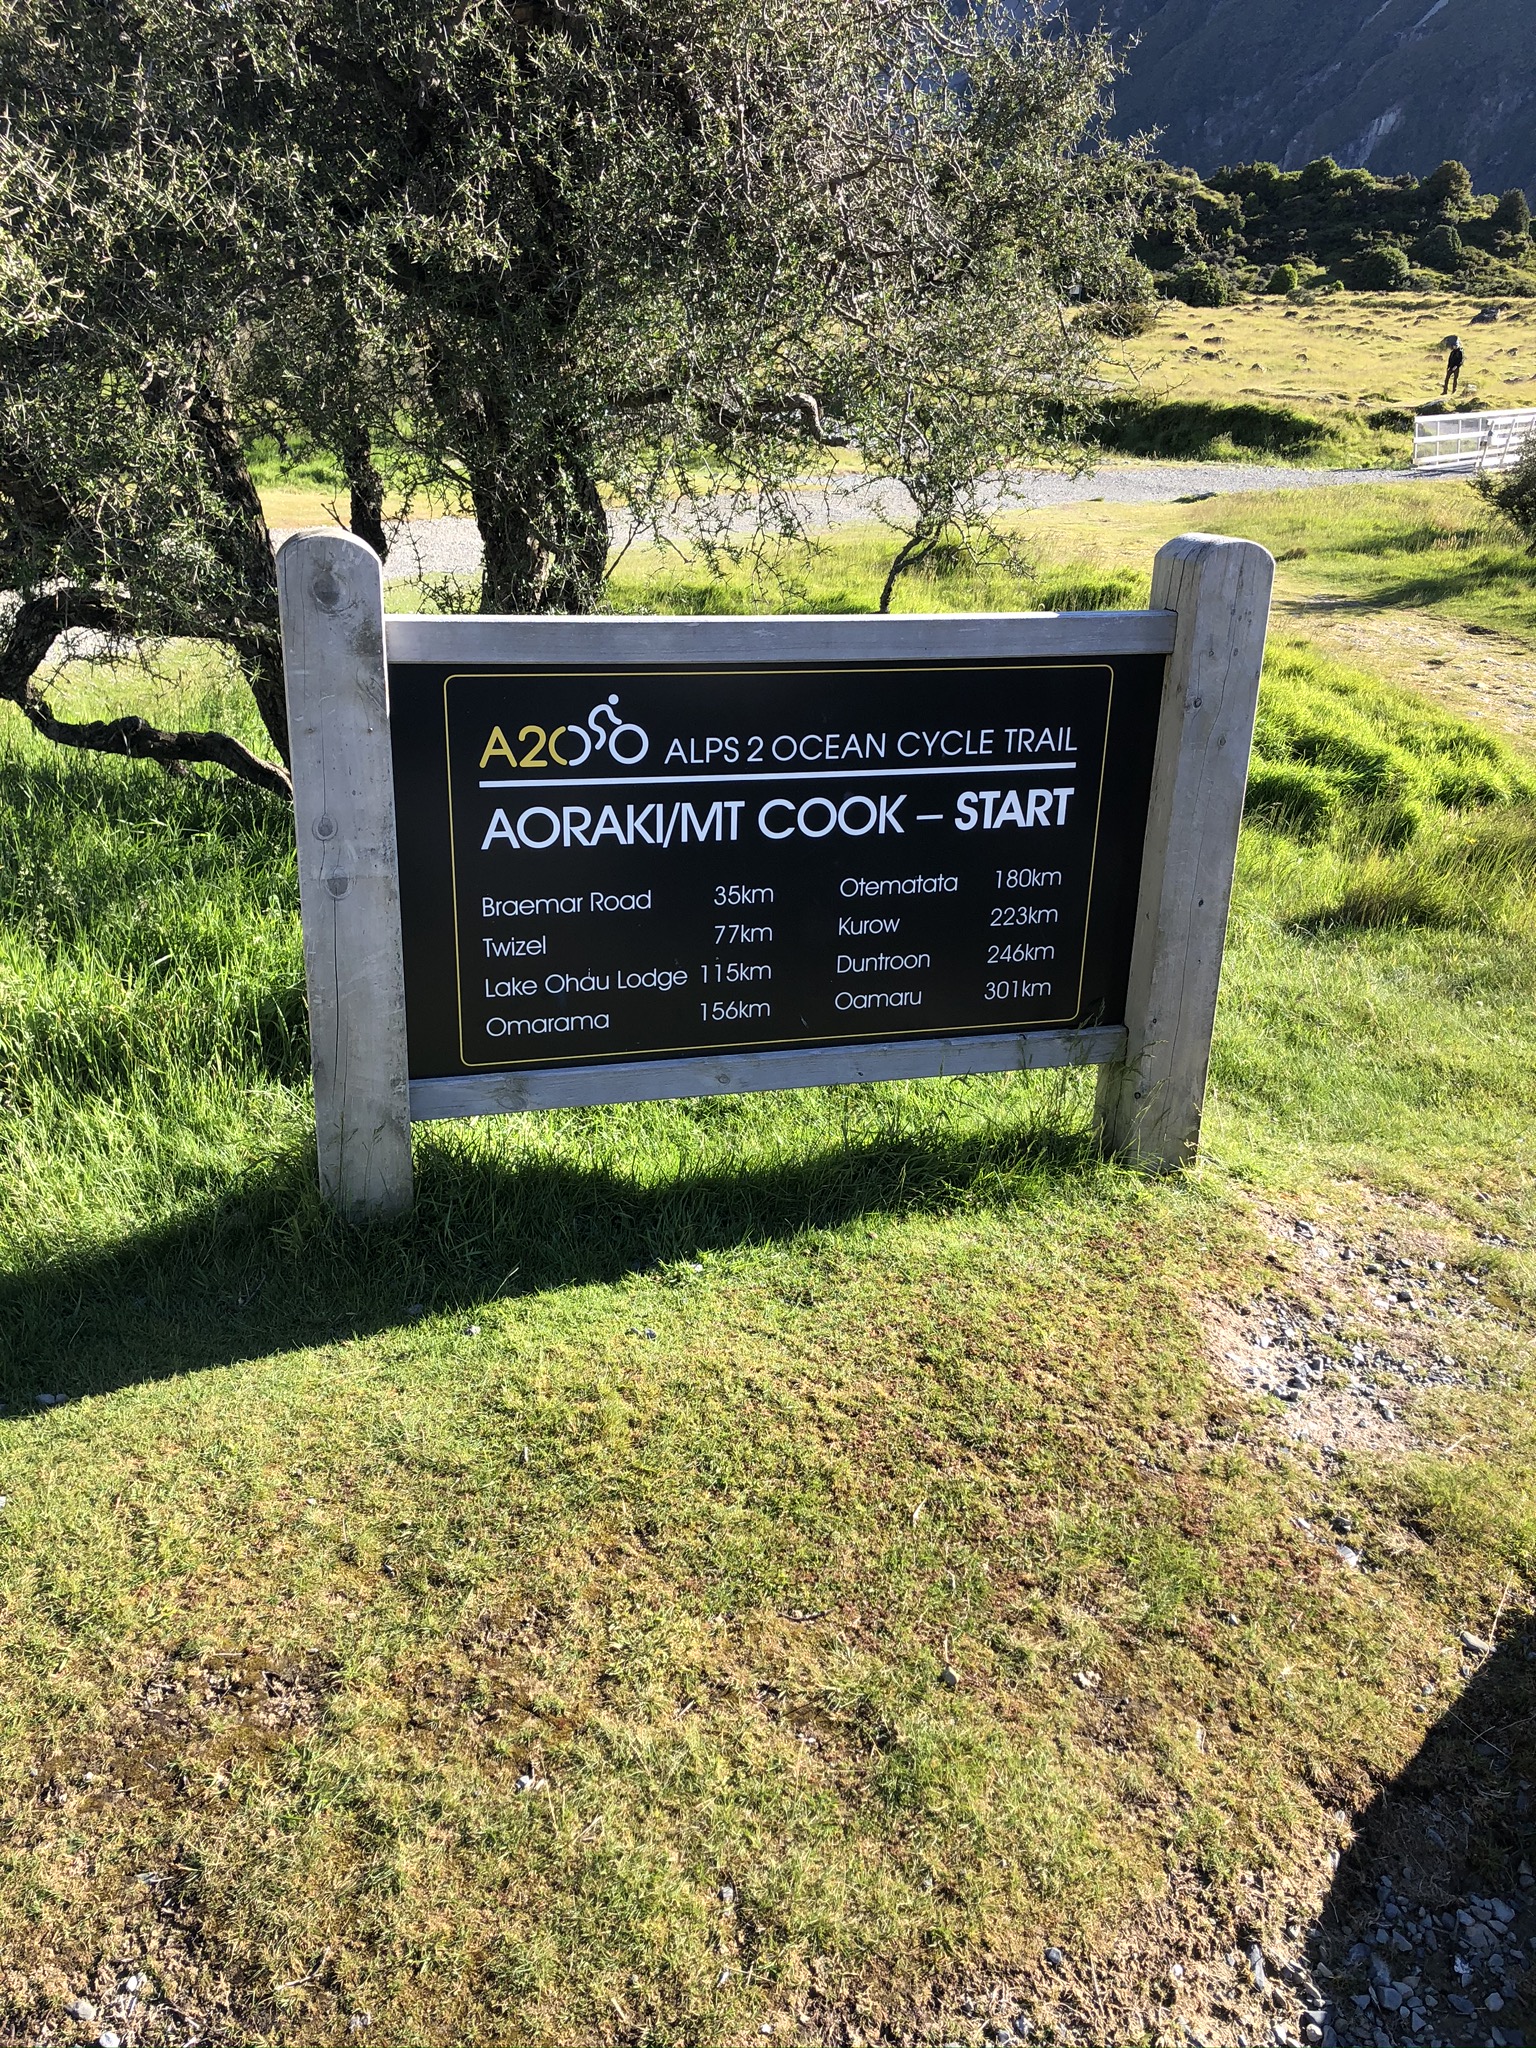 A2O ALPS 2 OCEAN CYCLE TRAIL
AORAKI/MT COOK – START
Braemar Road 35km
Twizel 77km
Lake Ohau Lodge 115km
Omarama 156km
Otematata 180km
Kurow 223km
Duntroon 246km
Oamaru 301km